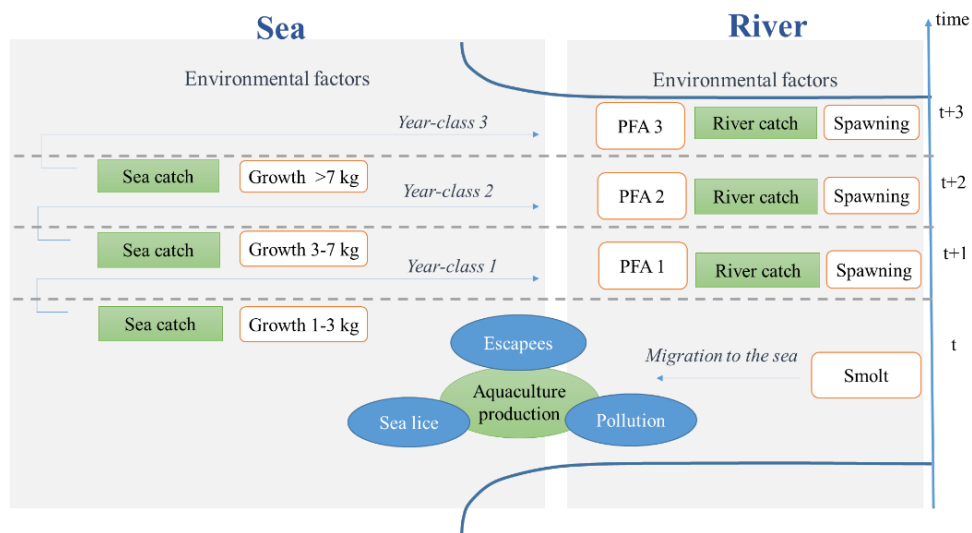 Sea
River
time
Environmental factors
Environmental factors
t+3
Year-class 3
PFA 3
River catch
Spawning
Sea catch
Growth >7 kg
Year-class 2
PFA 2
River catch
Spawning
t+2
Sea catch
Growth 3-7 kg
Year-class 1
PFA 1
River catch
Spawning
t+1
Sea catch
Growth 1-3 kg
Escapees
Migration to the sea
t
Smolt
Aquaculture
production
Sea lice
Pollution